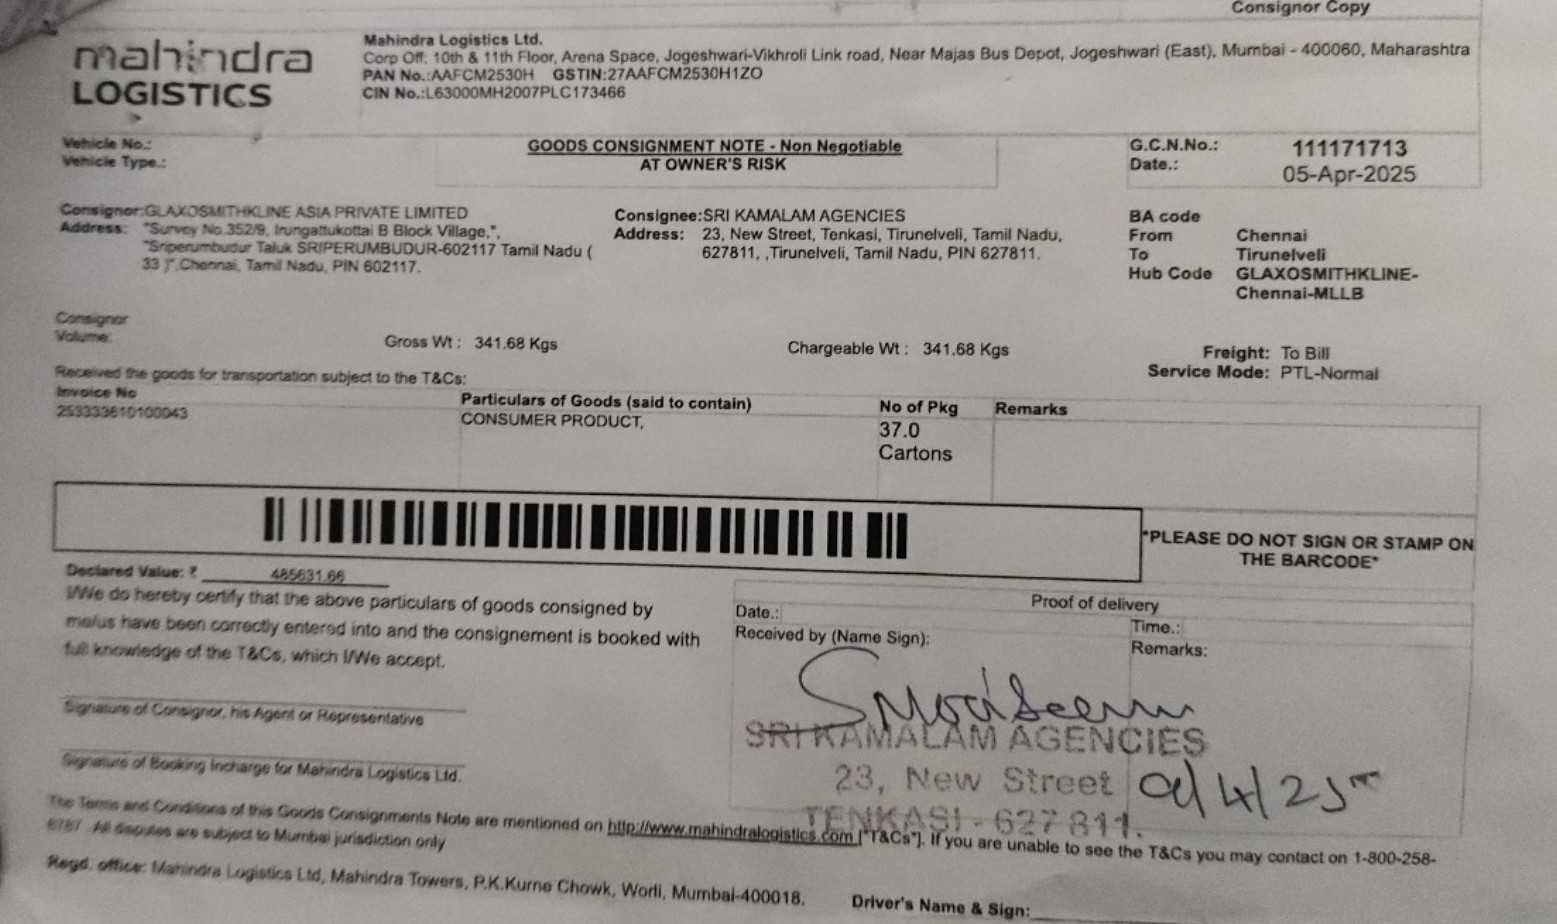 Consignor Copy
mahindra
LOGISTICS
Mahindra Logistics Ltd.
Corp Off: 10th & 11th Floor, Arena Space, Jogeshwari-Vikhroli Link road, Near Majas Bus Depot, Jogeshwari (East), Mumbai - 400060, Maharashtra
PAN No.:AAFCM2530H GSTIN:27AAFCM2530H1ZO
CIN No.:L63000MH2007PLC173466
Vehicle No.:
Vehicle Type.:
GOODS CONSIGNMENT NOTE - Non Negotiable
AT OWNER'S RISK
G.C.N.No.: 111171713
Date.: 05-Apr-2025
Consignor:GLAXOSMITHKLINE ASIA PRIVATE LIMITED
Address: "Survey No.352/9, Irungattukottai B Block Village,",
"Sriperumbudur Taluk SRIPERUMBUDUR-602117 Tamil Nadu (
33 )",Chennai, Tamil Nadu, PIN 602117.
Consignee:SRI KAMALAM AGENCIES
Address: 23, New Street, Tenkasi, Tirunelveli, Tamil Nadu,
627811, ,Tirunelveli, Tamil Nadu, PIN 627811.
BA code
From Chennai
To Tirunelveli
Hub Code GLAXOSMITHKLINE-
Chennai-MLLB
Consignor
Volume:
Gross Wt : 341.68 Kgs
Chargeable Wt : 341.68 Kgs
Freight: To Bill
Service Mode: PTL-Normal
Received the goods for transportation subject to the T&Cs:
Invoice No
253333610100043
Particulars of Goods (said to contain)
CONSUMER PRODUCT,
No of Pkg
37.0
Cartons
Remarks
*PLEASE DO NOT SIGN OR STAMP ON
THE BARCODE*
Declared Value: ₹ 485631.66
I/We do hereby certify that the above particulars of goods consigned by
me/us have been correctly entered into and the consignement is booked with
full knowledge of the T&Cs, which I/We accept.
Signature of Consignor, his Agent or Representative
Signature of Booking Incharge for Mahindra Logistics Ltd.
Proof of delivery
Date.:
Time.:
Received by (Name Sign):
Remarks:
SRI KAMALAM AGENCIES
23, New Street
TENKASI - 627 811.
9/4/25
The Terms and Conditions of this Goods Consignments Note are mentioned on http://www.mahindralogistics.com ["T&Cs"]. If you are unable to see the T&Cs you may contact on 1-800-258-
6787. All disputes are subject to Mumbai jurisdiction only
Regd. office: Mahindra Logistics Ltd, Mahindra Towers, P.K.Kurne Chowk, Worli, Mumbai-400018.
Driver's Name & Sign: